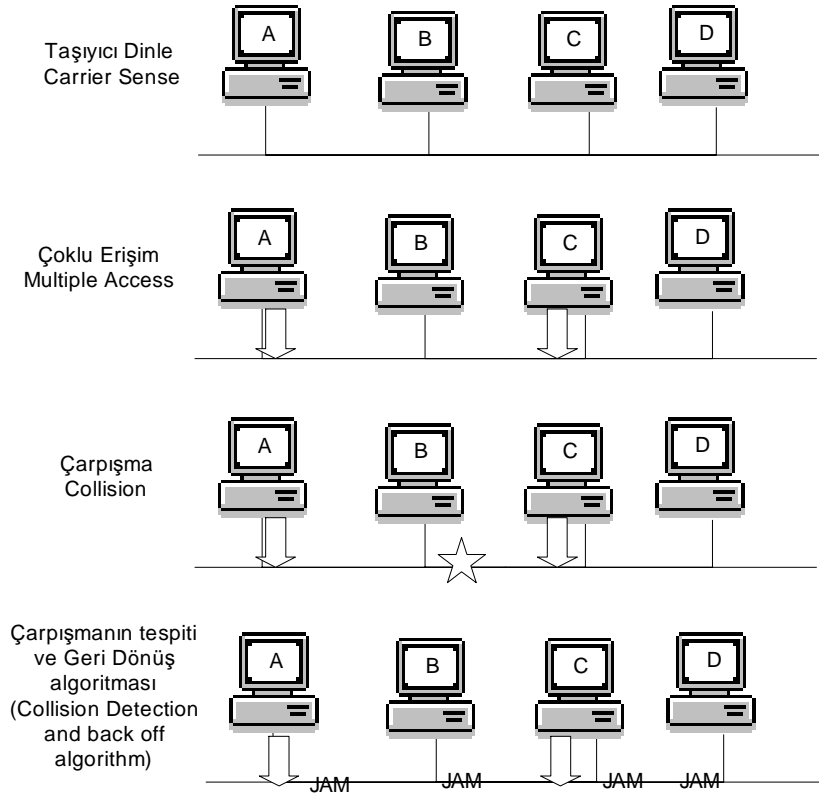 Taşıyıcı Dinle
Carrier Sense
A
B
C
D
Çoklu Erişim
Multiple Access
A
B
C
D
Çarpışma
Collision
A
B
C
D
Çarpışmanın tespiti
ve Geri Dönüş
algoritması
(Collision Detection
and back off
algorithm)
A
B
C
D
JAM
JAM
JAM
JAM